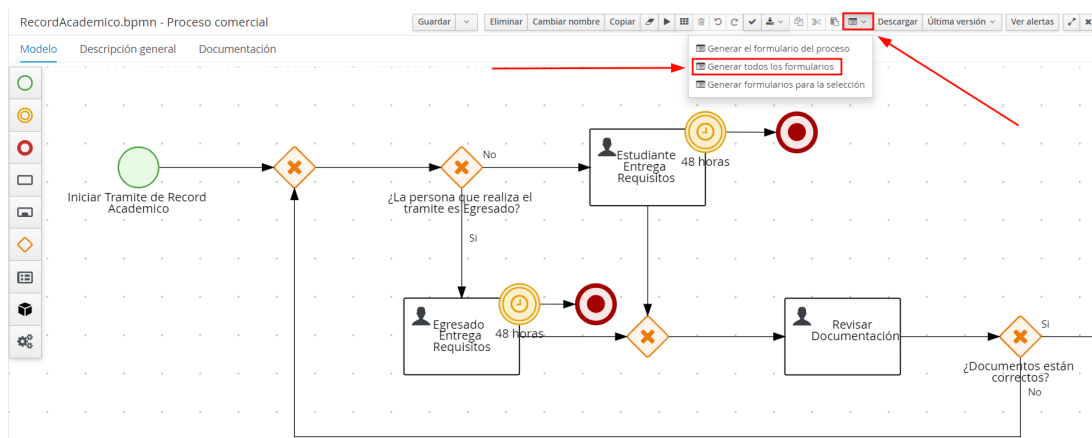 RecordAcademico.bpmn - Proceso comercial
Guardar
Eliminar
Cambiar nombre
Copiar
Descargar
Última versión
Ver alertas
Modelo
Descripción general
Documentación
Generar el formulario del proceso
Generar todos los formularios
Generar formularios para la selección
No
Estudiante
Entrega
Requisitos
48 horas
Iniciar Tramite de Record
Academico
¿La persona que realiza el
tramite es Egresado?
Si
Egresado
Entrega
Requisitos
48 horas
Revisar
Documentación
Si
¿Documentos están
correctos?
No